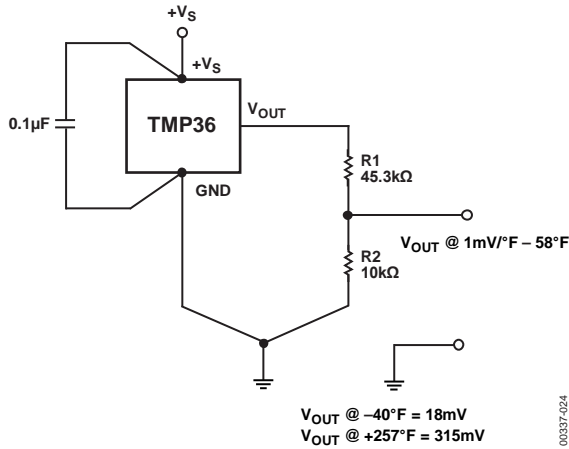 +VS
+VS
0.1µF
TMP36
VOUT
GND
R1
45.3kΩ
VOUT @ 1mV/°F – 58°F
R2
10kΩ
VOUT @ –40°F = 18mV
VOUT @ +257°F = 315mV
00337-024